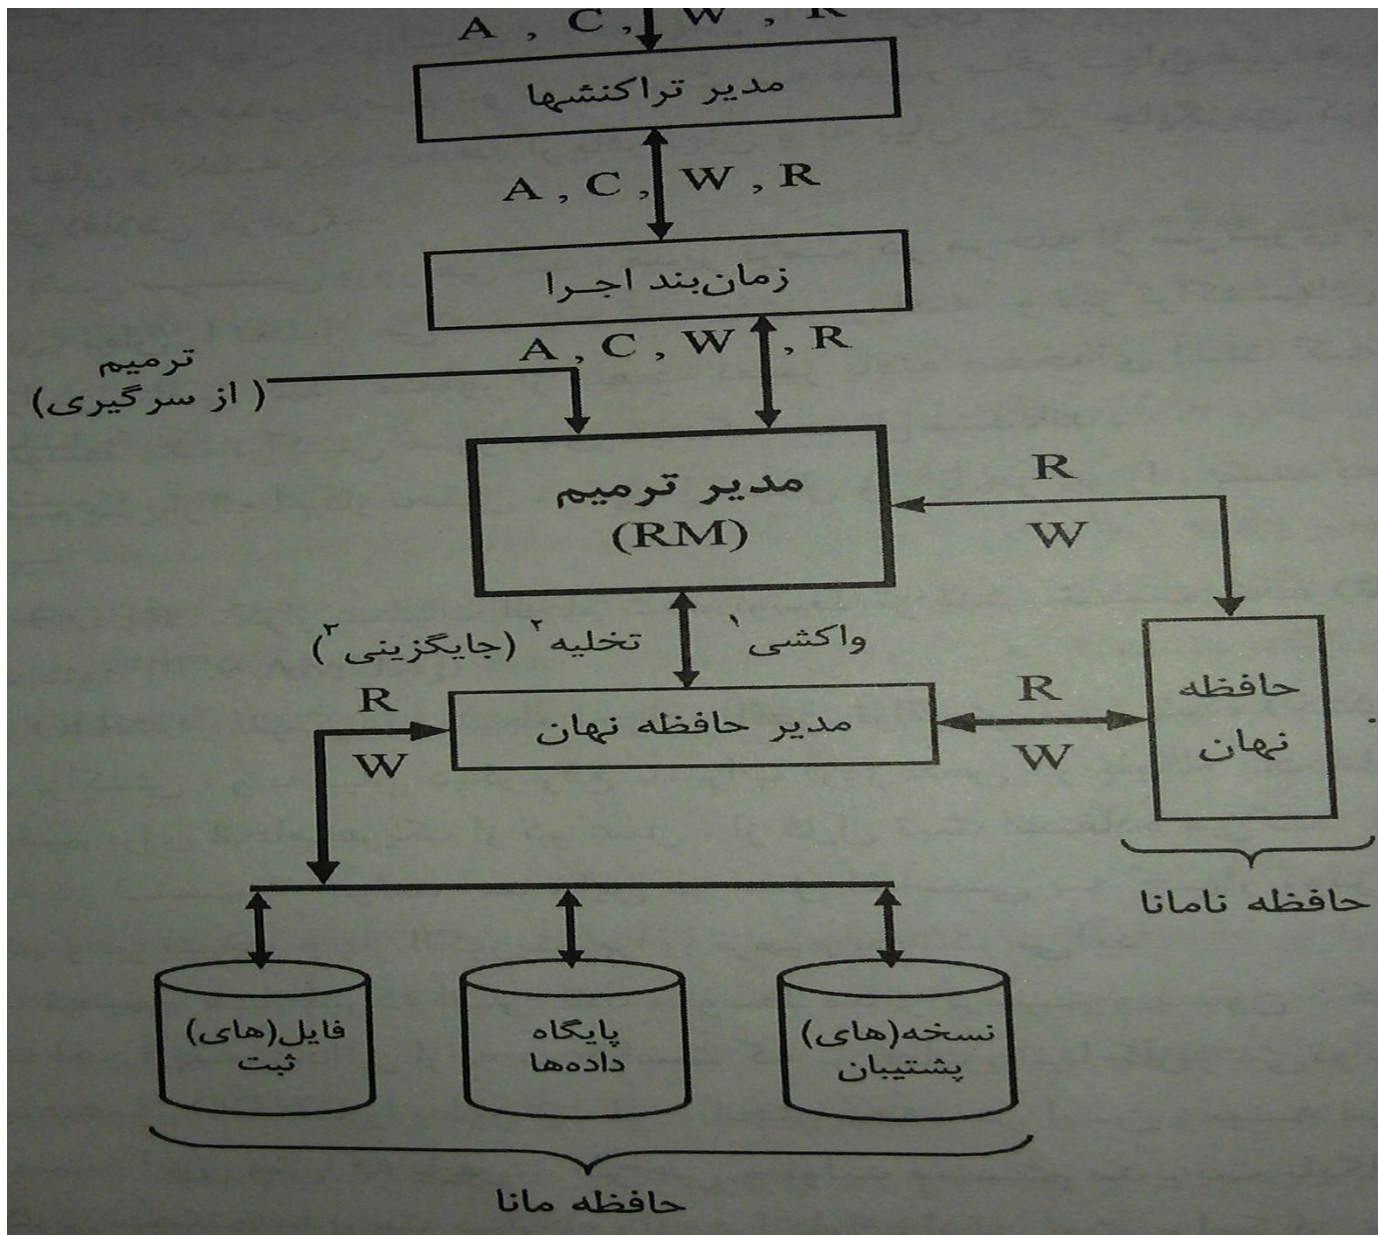 A , C , W , R
مدیر تراکنشها
A , C , W , R
زمان‌بند اجرا
A , C , W , R
ترمیم
(از سرگیری)
مدیر ترمیم
(RM)
R
W
واکشی ۱
تخلیه ۲ (جایگزینی ۳)
R
W
مدیر حافظه نهان
R
W
حافظه
نهان
حافظه نامانا
فایل(های)
ثبت
پایگاه
داده‌ها
نسخه(های)
پشتیبان
حافظه مانا